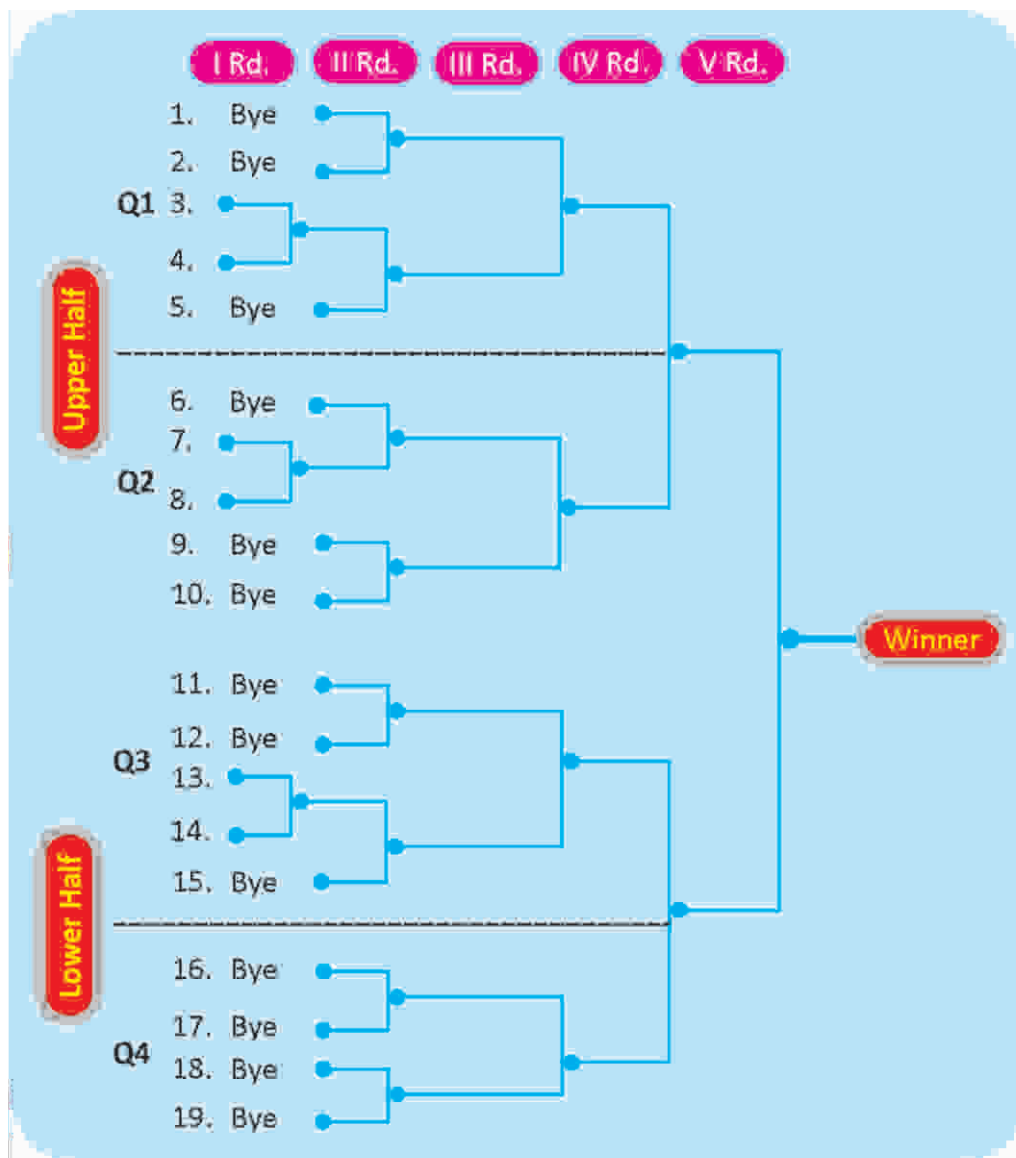 I Rd. II Rd. III Rd. IV Rd. V Rd.
1. Bye
2. Bye
Q1 3.
4.
5. Bye
Upper Half
6. Bye
7.
Q2
8.
9. Bye
10. Bye
Winner
11. Bye
12. Bye
Q3
13.
14.
15. Bye
Lower Half
16. Bye
17. Bye
Q4
18. Bye
19. Bye